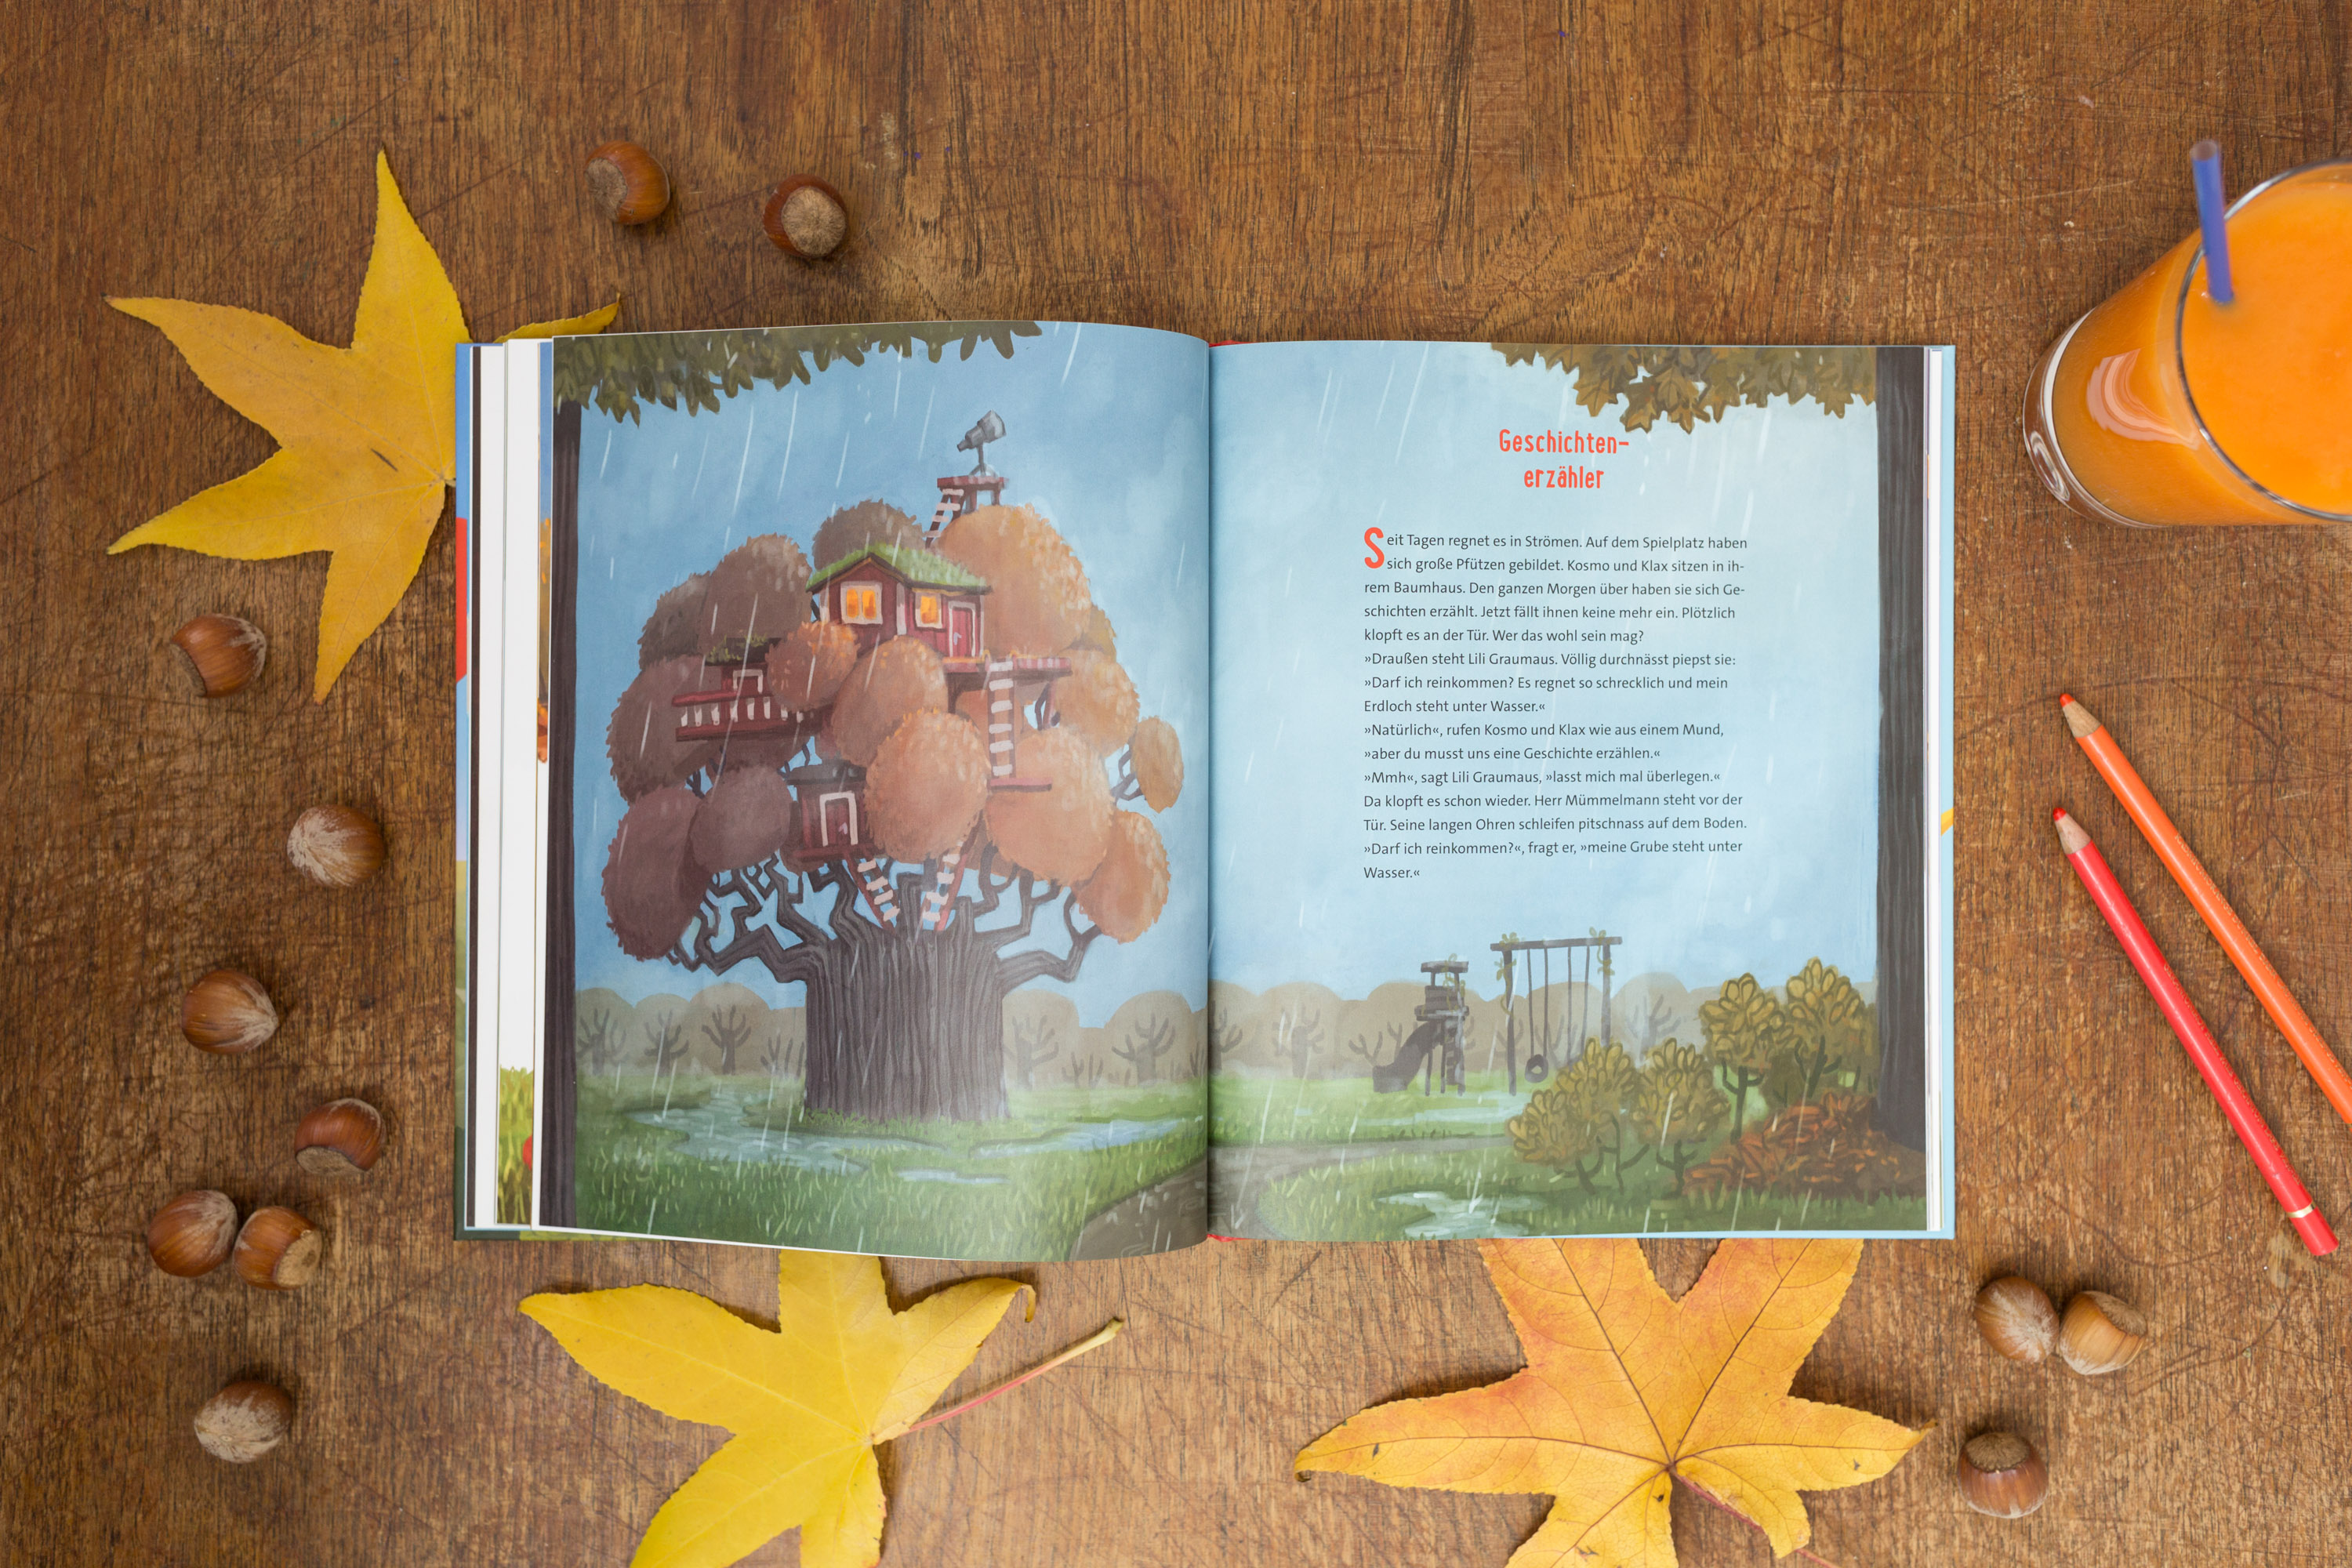 Geschichten-
erzähler
Seit Tagen regnet es in Strömen. Auf dem Spielplatz haben
sich große Pfützen gebildet. Kosmo und Klax sitzen in ih-
rem Baumhaus. Den ganzen Morgen über haben sie sich Ge-
schichten erzählt. Jetzt fällt ihnen keine mehr ein. Plötzlich
klopft es an der Tür. Wer das wohl sein mag?
»Draußen steht Lili Graumaus. Völlig durchnässt piepst sie:
»Darf ich reinkommen? Es regnet so schrecklich und mein
Erdloch steht unter Wasser.«
»Natürlich«, rufen Kosmo und Klax wie aus einem Mund,
»aber du musst uns eine Geschichte erzählen.«
»Mmh«, sagt Lili Graumaus, »lasst mich mal überlegen.«
Da klopft es schon wieder. Herr Mümmelmann steht vor der
Tür. Seine langen Ohren schleifen pitschnass auf dem Boden.
»Darf ich reinkommen?«, fragt er, »meine Grube steht unter
Wasser.«